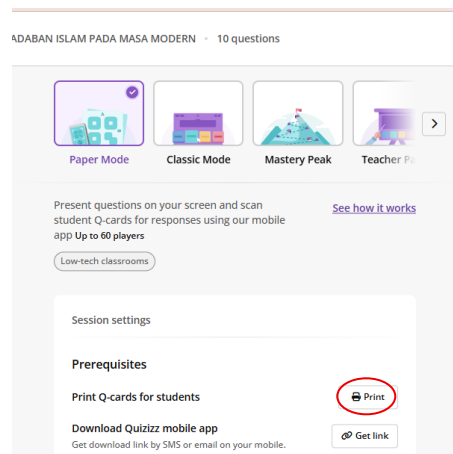 ADABAN ISLAM PADA MASA MODERN • 10 questions
Paper Mode
Classic Mode
Mastery Peak
Teacher Pa
Present questions on your screen and scan
student Q-cards for responses using our mobile
app Up to 60 players
See how it works
Low-tech classrooms
Session settings
Prerequisites
Print Q-cards for students
Print
Download Quizizz mobile app
Get download link by SMS or email on your mobile.
Get link